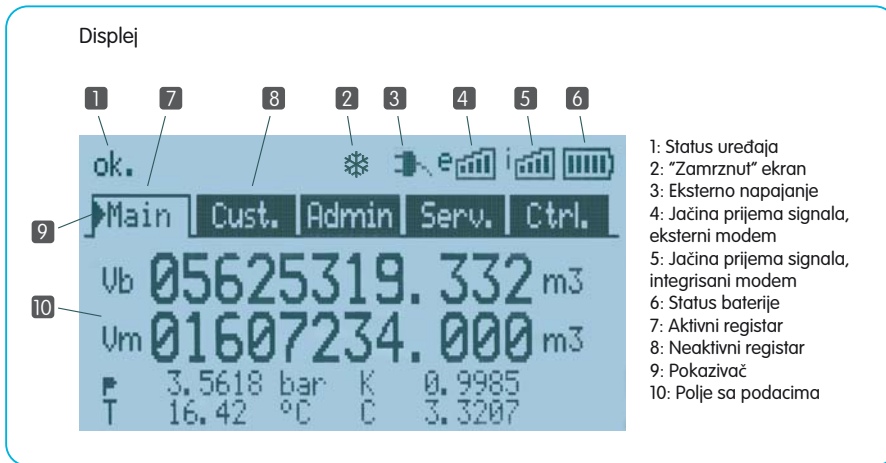 Displej
1 7 8 2 3 4 5 6
ok. e i
Main Cust. Admin Serv. Ctrl.
9
Vb 05625319.332 m3
10
Vm 01607234.000 m3
P 3.5618 bar K 0.9985
T 16.42 ºC C 3.3207
1: Status uređaja
2: "Zamrznut" ekran
3: Eksterno napajanje
4: Jačina prijema signala,
eksterni modem
5: Jačina prijema signala,
integrisani modem
6: Status baterije
7: Aktivni registar
8: Neaktivni registar
9: Pokazivač
10: Polje sa podacima